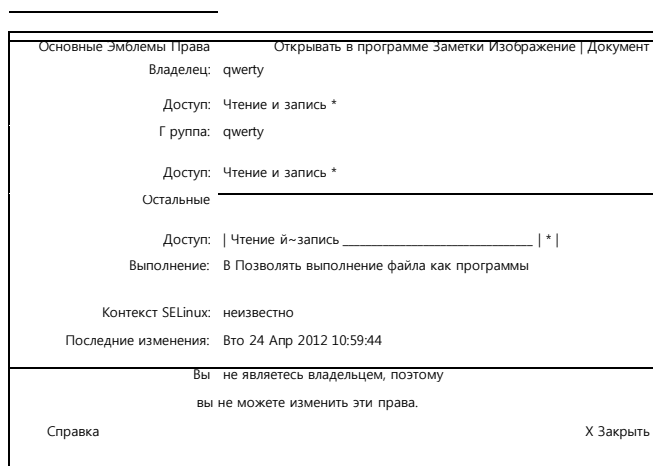 Основные Эмблемы Права Открывать в программе Заметки Изображение | Документ
Владелец: qwerty
Доступ: Чтение и запись *
Г руппа: qwerty
Доступ: Чтение и запись *
Остальные
Доступ: | Чтение й~запись ______________________________ | * |
Выполнение: В Позволять выполнение файла как программы
Контекст SELinux: неизвестно
Последние изменения: Вто 24 Апр 2012 10:59:44
Вы не являетесь владельцем, поэтому
вы не можете изменить эти права.
Справка X Закрыть